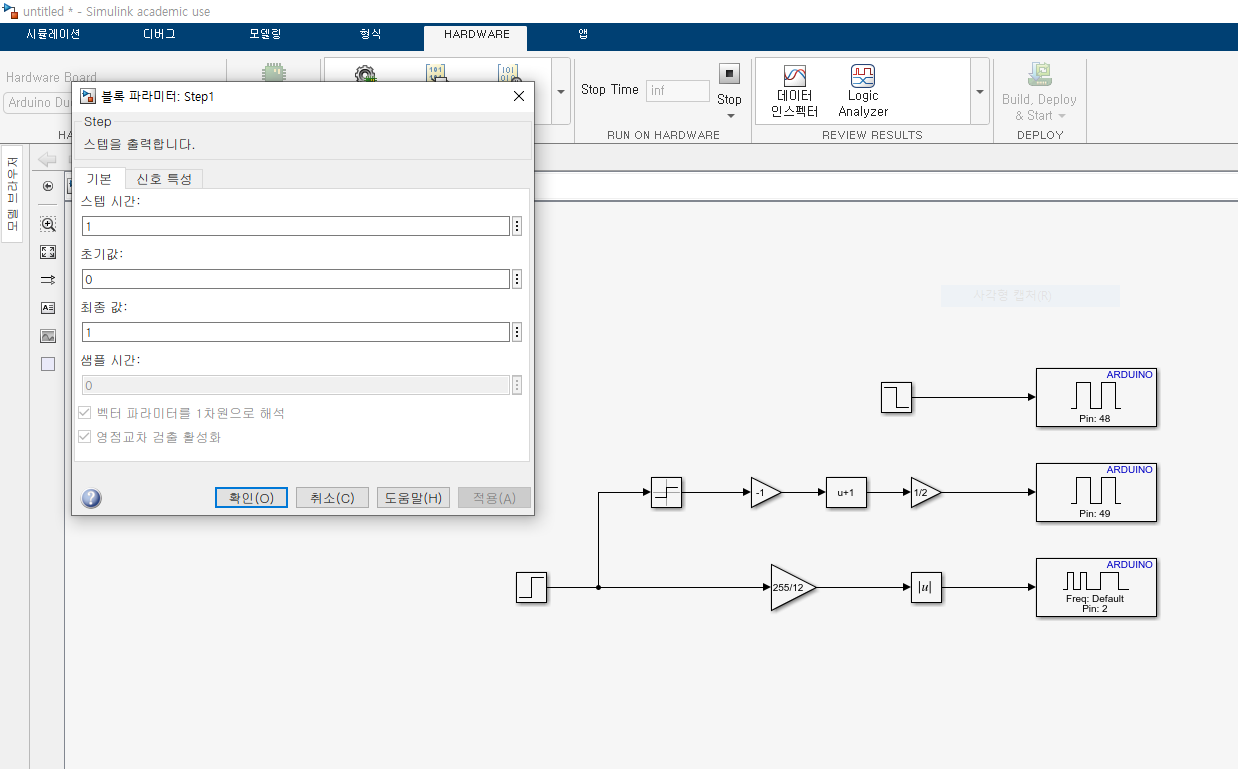 untitled * - Simulink academic use
시뮬레이션
디버그
모델링
형식
HARDWARE
앱
Hardware Board
Arduino Du
HA
Stop Time
inf
Stop
RUN ON HARDWARE
데이터
인스펙터
Logic
Analyzer
REVIEW RESULTS
Build, Deploy
& Start
DEPLOY
모델 브라우저
블록 파라미터: Step1
Step
스텝을 출력합니다.
기본
신호 특성
스텝 시간:
1
초기값:
0
최종 값:
1
샘플 시간:
0
벡터 파라미터를 1차원으로 해석
영점교차 검출 활성화
확인(O)
취소(C)
도움말(H)
적용(A)
사각형 캡처(R)
ARDUINO
Pin: 48
-1
u+1
1/2
ARDUINO
Pin: 49
255/12
|u|
ARDUINO
Freq: Default
Pin: 2